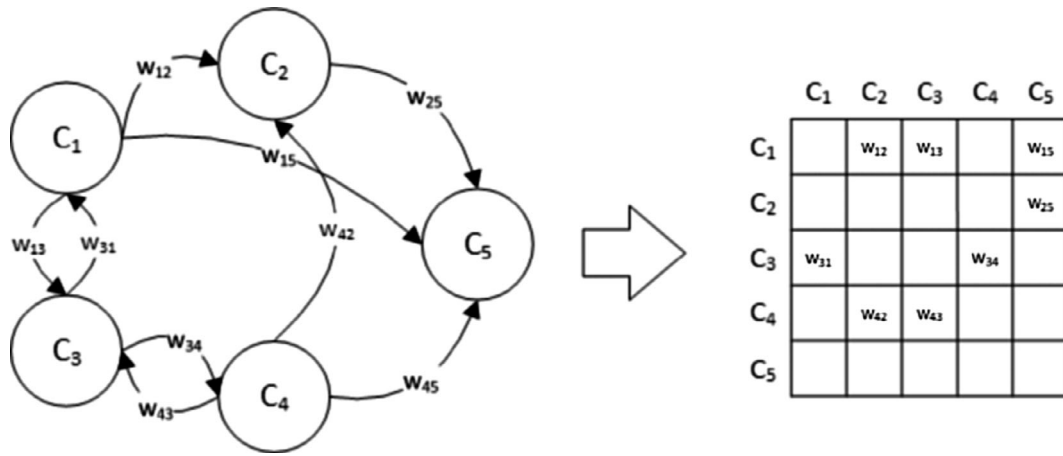 C₁
C₂
C₃
C₄
C₅
w₁₂
w₂₅
w₁₅
w₁₃
w₃₁
w₄₂
w₃₄
w₄₃
w₄₅
C₁ C₂ C₃ C₄ C₅
C₁ w₁₂ w₁₃ w₁₅
C₂ w₂₅
C₃ w₃₁ w₃₄
C₄ w₄₂ w₄₃
C₅